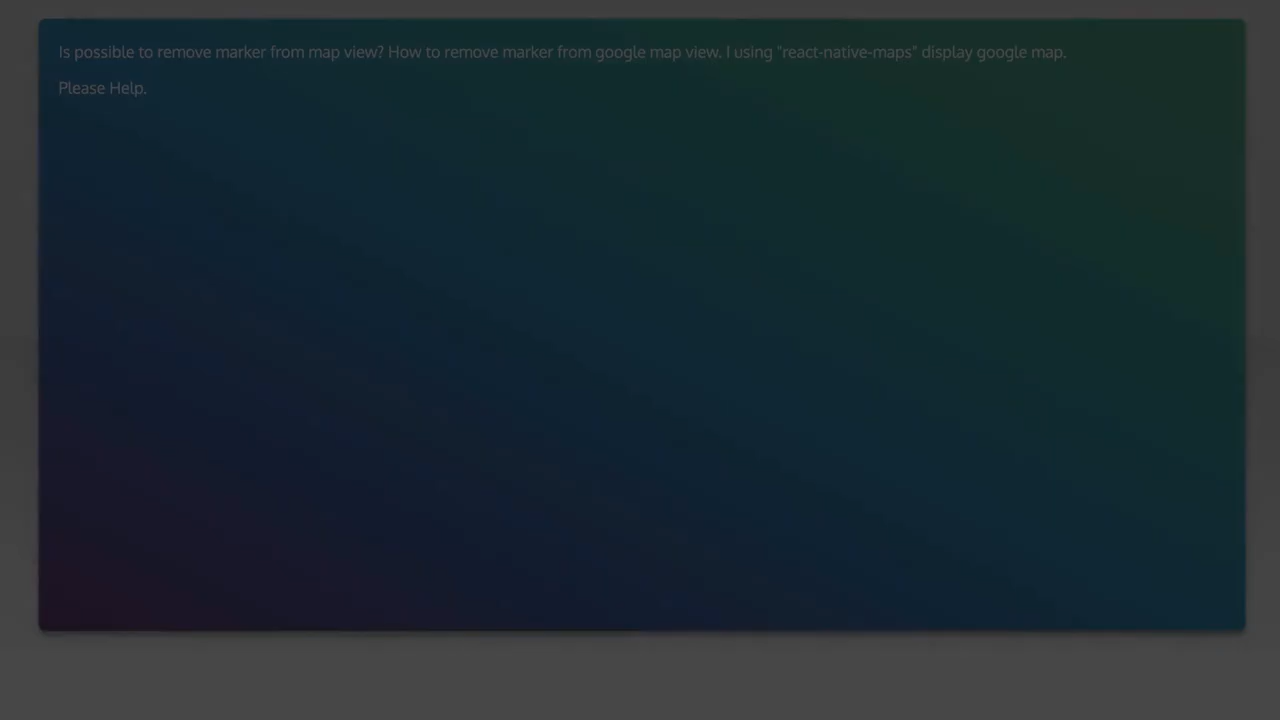 Is possible to remove marker from map view? How to remove marker from google map view. I using "react-native-maps" display google map.
Please Help.